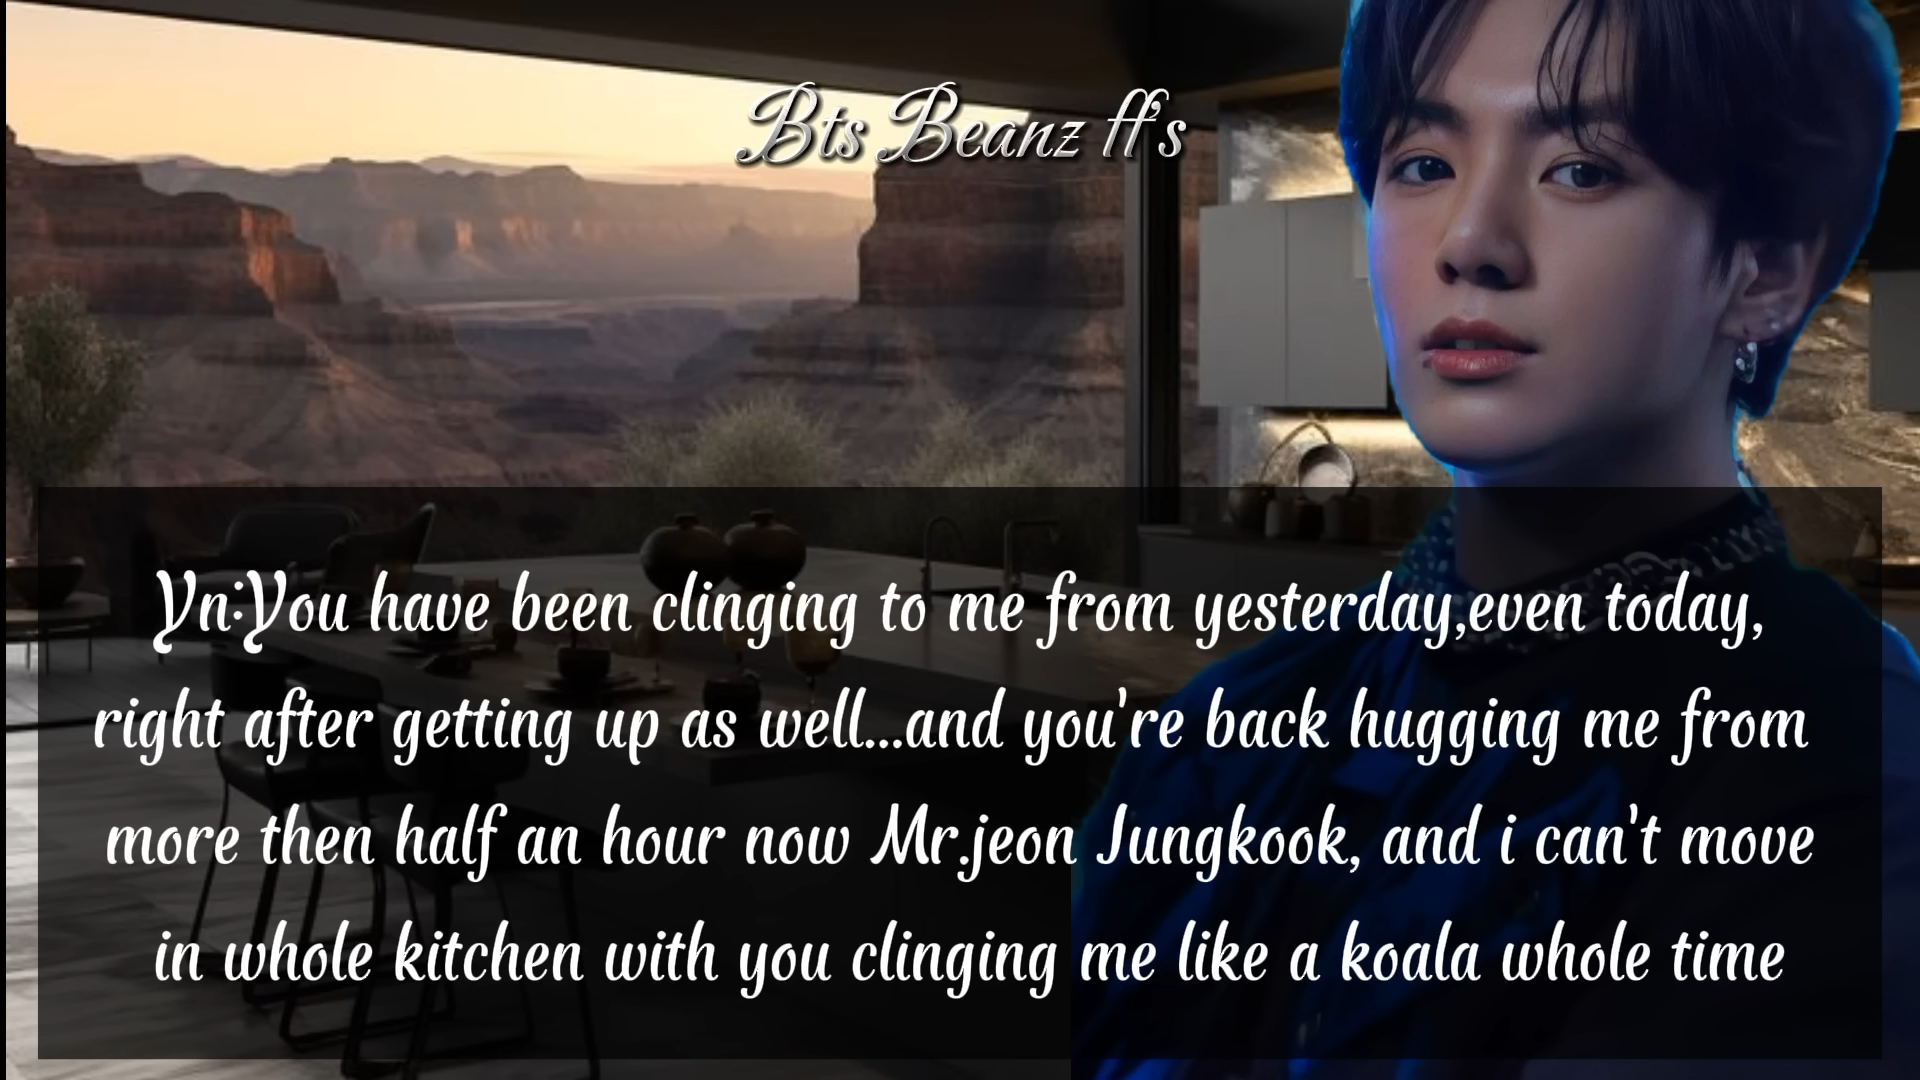 Bts Beanz ff's
Yn:You have been clinging to me from yesterday,even today,
right after getting up as well...and you're back hugging me from
more then half an hour now Mr.jeon Jungkook, and i can't move
in whole kitchen with you clinging me like a koala whole time